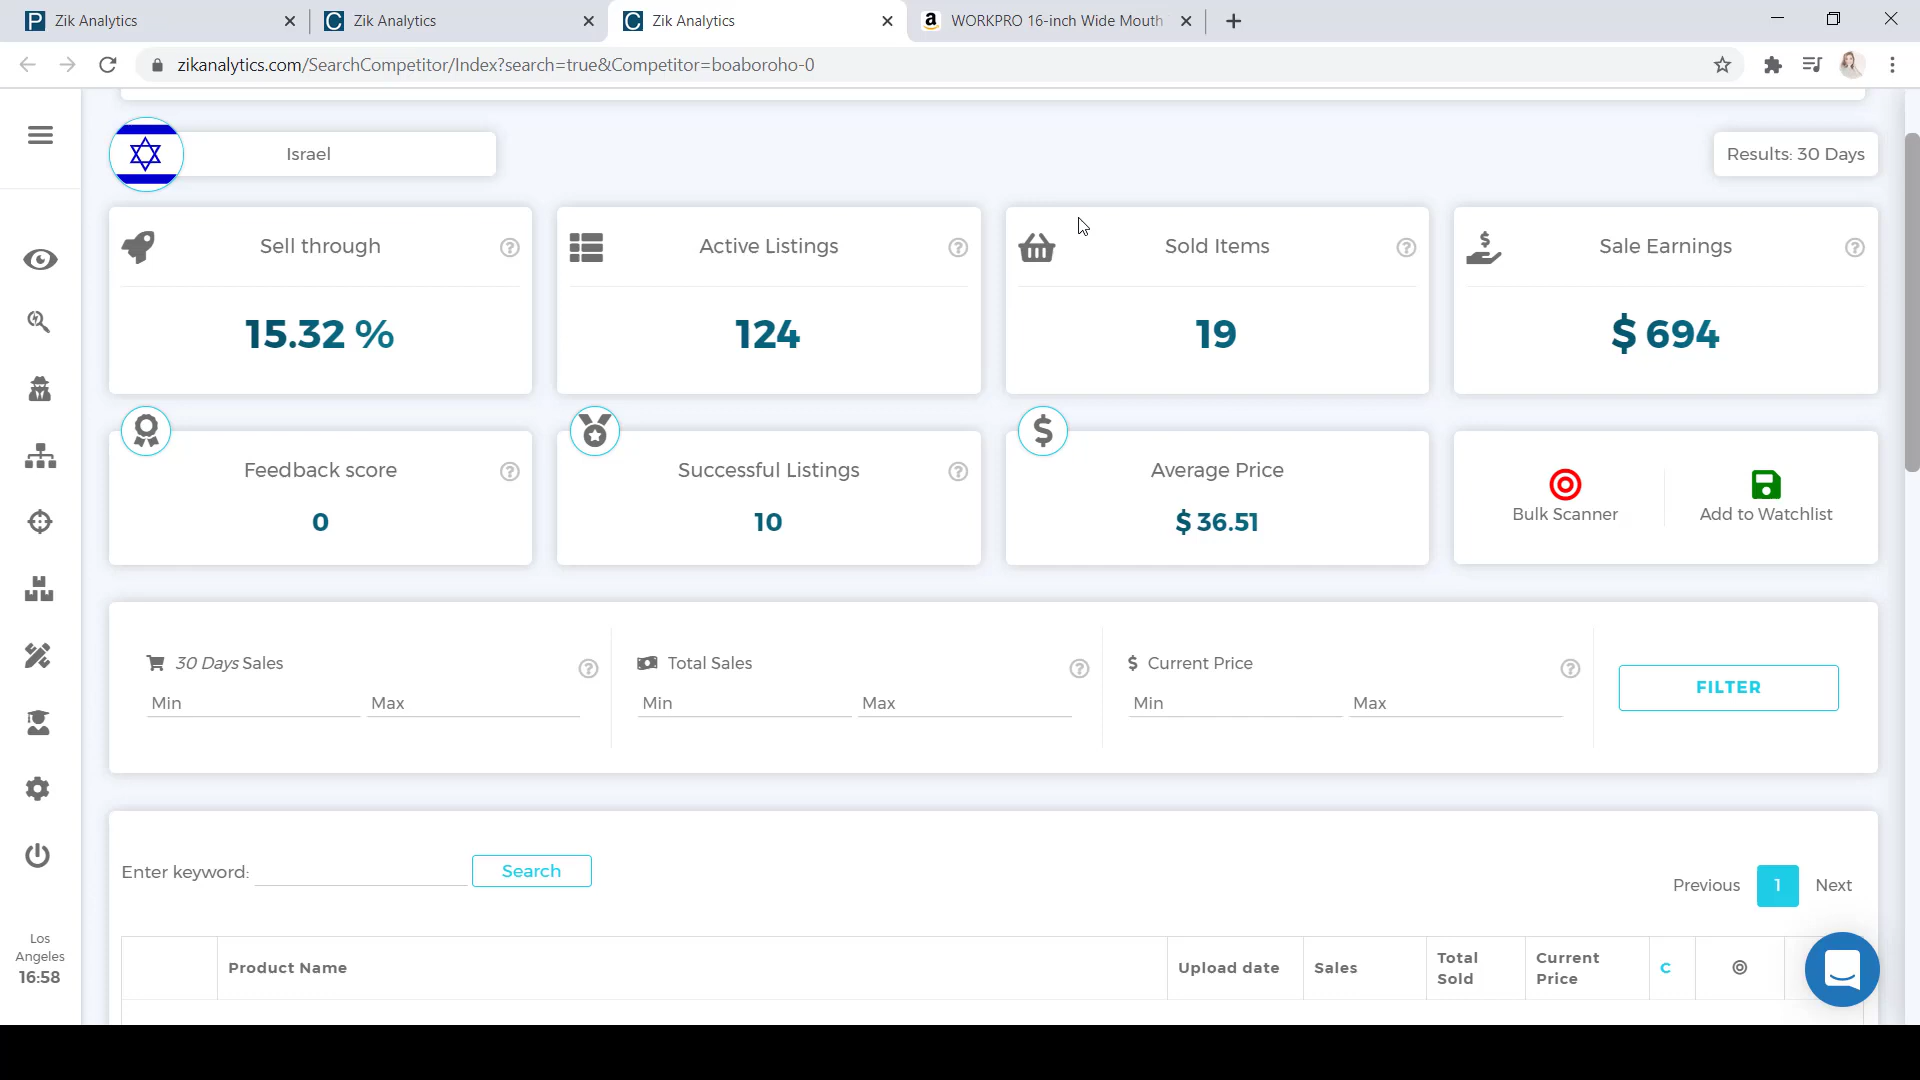 Zik Analytics
Zik Analytics
Zik Analytics
WORKPRO 16-inch Wide Mouth
zikanalytics.com/SearchCompetitor/Index?search=true&Competitor=boaboroho-0
Israel
Results: 30 Days
Sell through
Active Listings
Sold Items
Sale Earnings
15.32 %
124
19
$ 694
Feedback score
Successful Listings
Average Price
0
10
$ 36.51
Bulk Scanner
Add to Watchlist
30 Days Sales
Total Sales
$ Current Price
Min
Max
Min
Max
Min
Max
FILTER
Enter keyword:
Search
Previous
1
Next
Product Name
Upload date
Sales
Total
Sold
Current
Price
C
Los
Angeles
16:58